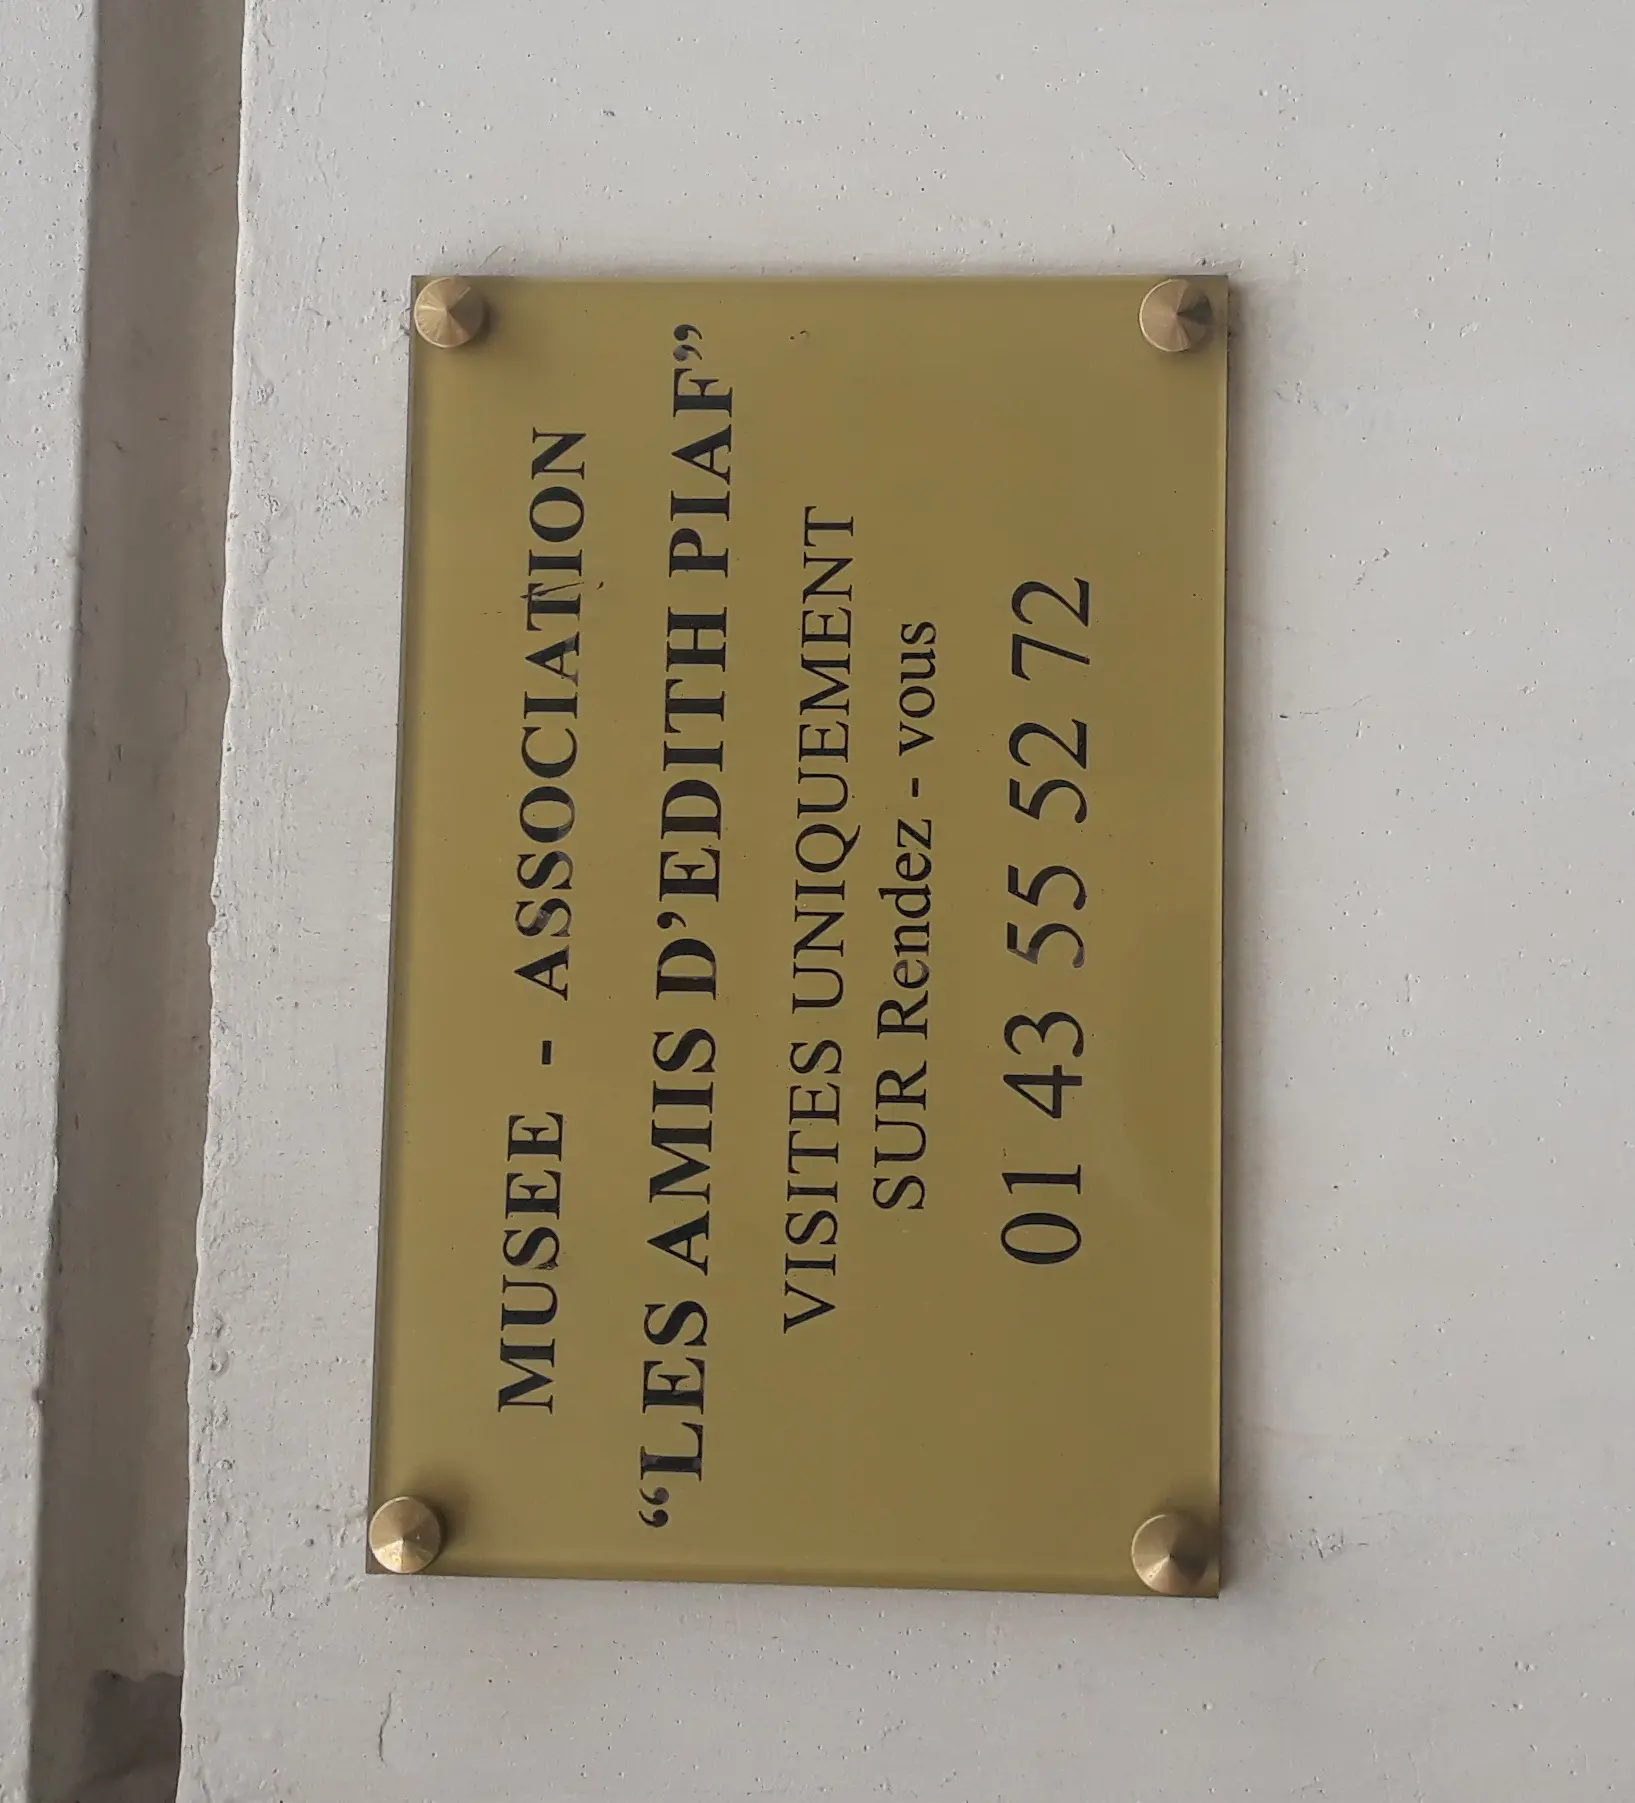 MUSEE - ASSOCIATION
“LES AMIS D’EDITH PIAF”
VISITES UNIQUEMENT
SUR Rendez - vous
01 43 55 52 72